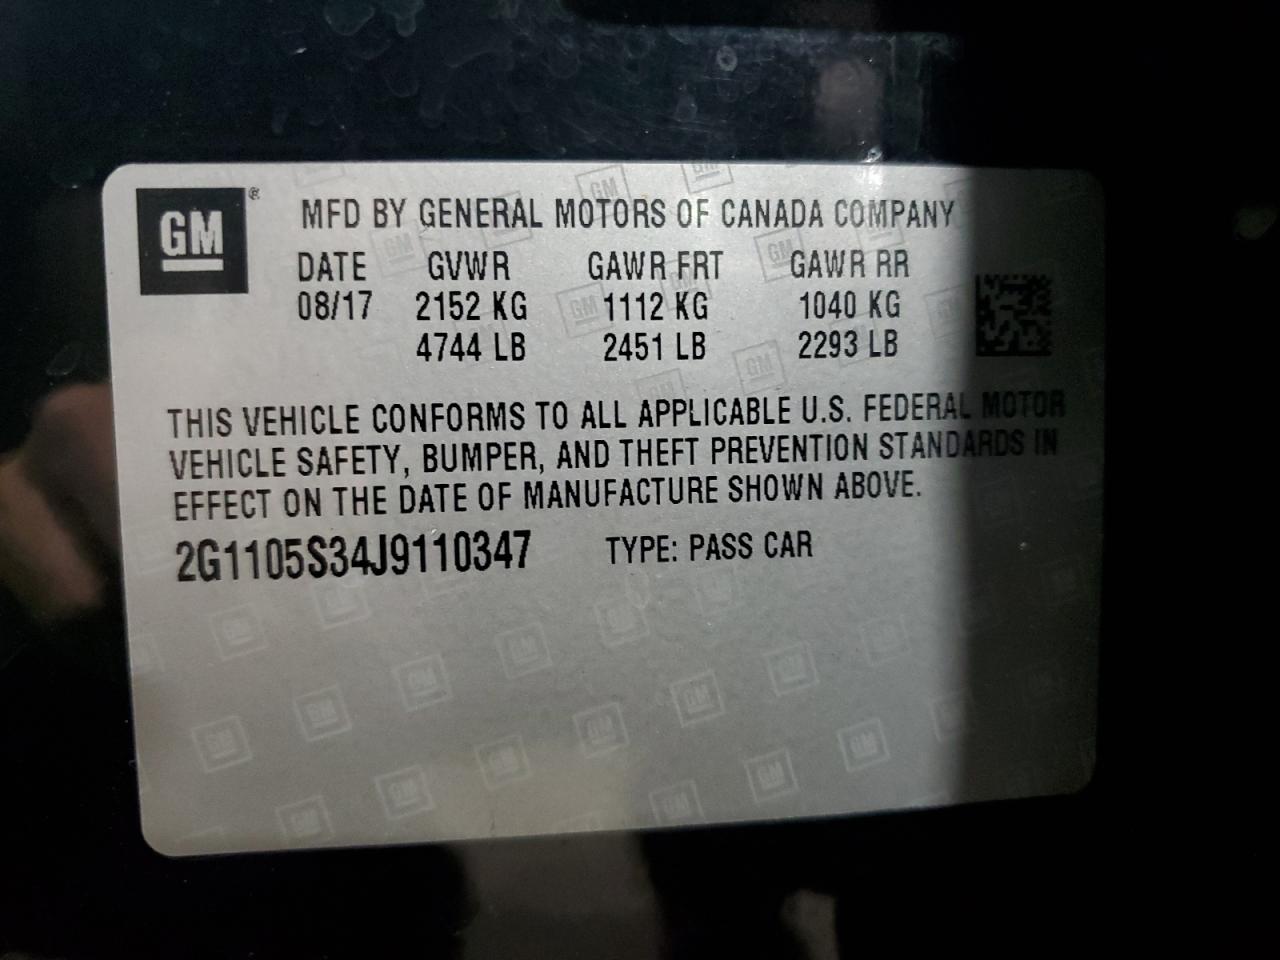 GM ®
MFD BY GENERAL MOTORS OF CANADA COMPANY
DATE GVWR GAWR FRT GAWR RR
08/17 2152 KG 1112 KG 1040 KG
4744 LB 2451 LB 2293 LB
THIS VEHICLE CONFORMS TO ALL APPLICABLE U.S. FEDERAL MOTOR
VEHICLE SAFETY, BUMPER, AND THEFT PREVENTION STANDARDS IN
EFFECT ON THE DATE OF MANUFACTURE SHOWN ABOVE.
2G1105S34J9110347 TYPE: PASS CAR